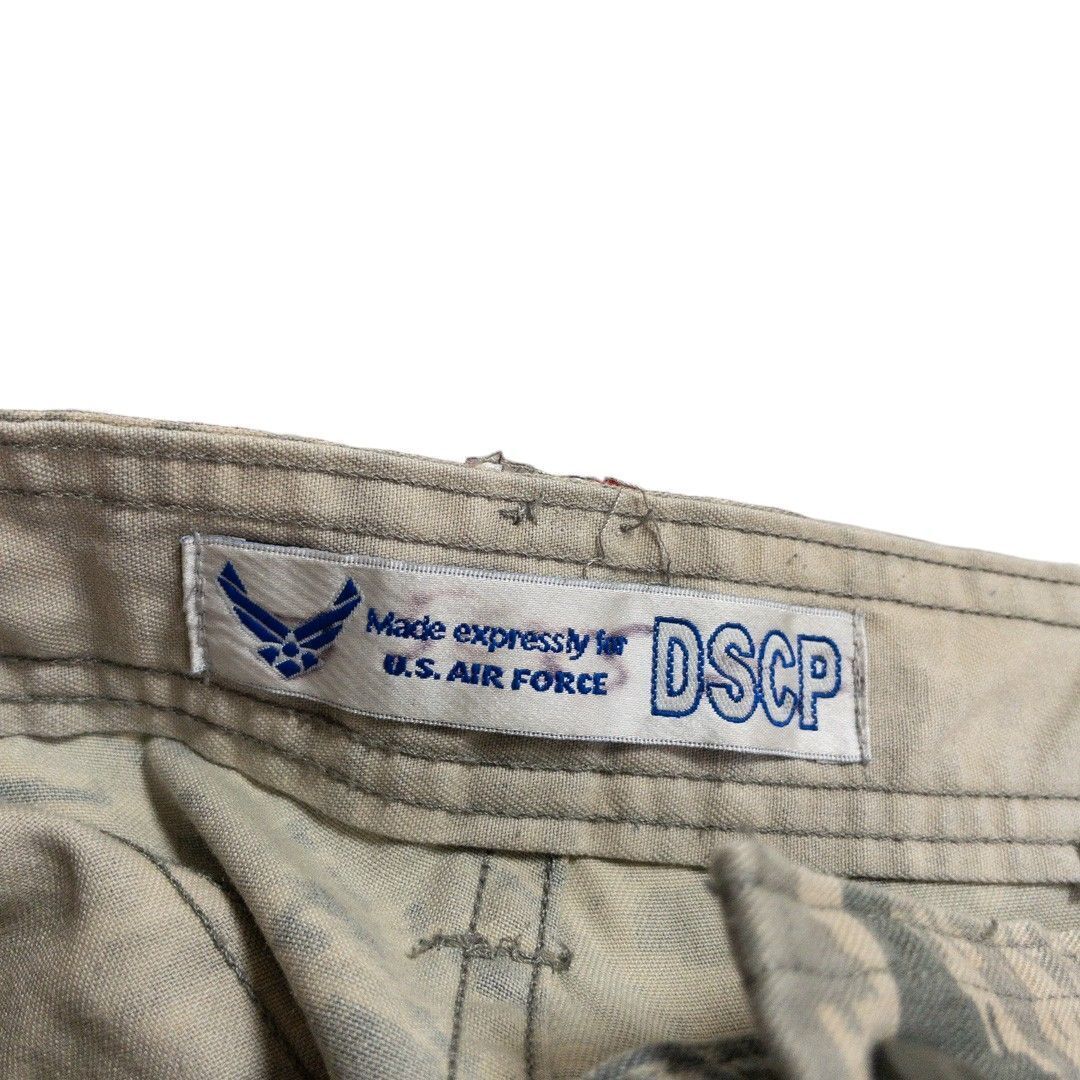 Made expressly for
U.S. AIR FORCE
DSCP